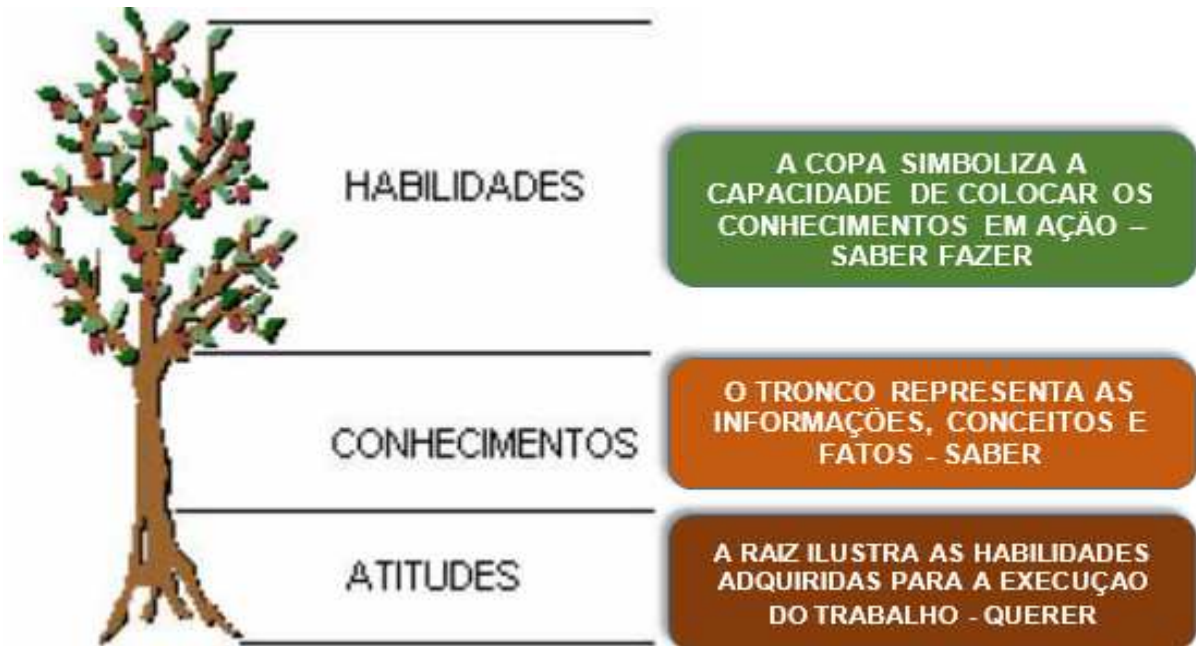 HABILIDADES
A COPA SIMBOLIZA A
CAPACIDADE DE COLOCAR OS
CONHECIMENTOS EM AÇÃO –
SABER FAZER
CONHECIMENTOS
O TRONCO REPRESENTA AS
INFORMAÇÕES, CONCEITOS E
FATOS - SABER
ATITUDES
A RAIZ ILUSTRA AS HABILIDADES
ADQUIRIDAS PARA A EXECUÇAO
DO TRABALHO - QUERER